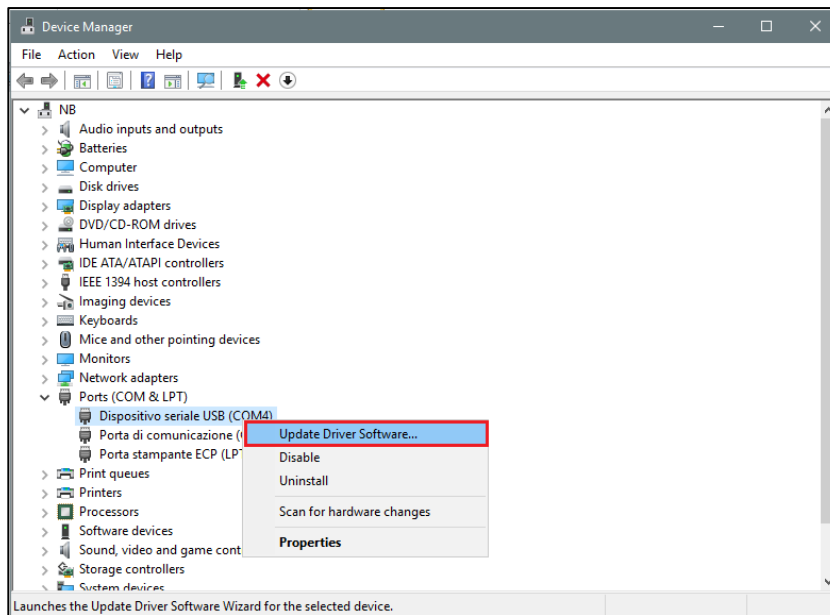 Device Manager
File Action View Help
NB
Audio inputs and outputs
Batteries
Computer
Disk drives
Display adapters
DVD/CD-ROM drives
Human Interface Devices
IDE ATA/ATAPI controllers
IEEE 1394 host controllers
Imaging devices
Keyboards
Mice and other pointing devices
Monitors
Network adapters
Ports (COM & LPT)
Dispositivo seriale USB (COM4)
Porta di comunicazione (
Porta stampante ECP (LPT
Update Driver Software...
Disable
Uninstall
Scan for hardware changes
Properties
Print queues
Printers
Processors
Software devices
Sound, video and game cont
Storage controllers
System devices
Launches the Update Driver Software Wizard for the selected device.